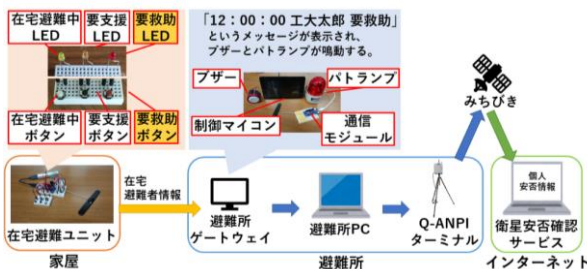 在宅避難中
LED
要支援
LED
要救助
LED
在宅避難中
ボタン
要支援
ボタン
要救助
ボタン
「12：00：00 工大太郎 要救助」
というメッセージが表示され、
ブザーとパトランプが鳴動する。
ブザー
パトランプ
制御マイコン
通信
モジュール
みちびき
在宅避難ユニット
家屋
在宅
避難者情報
避難所
ゲートウェイ
避難所PC
Q-ANPI
ターミナル
避難所
個人
安否情報
衛星安否確認
サービス
インターネット